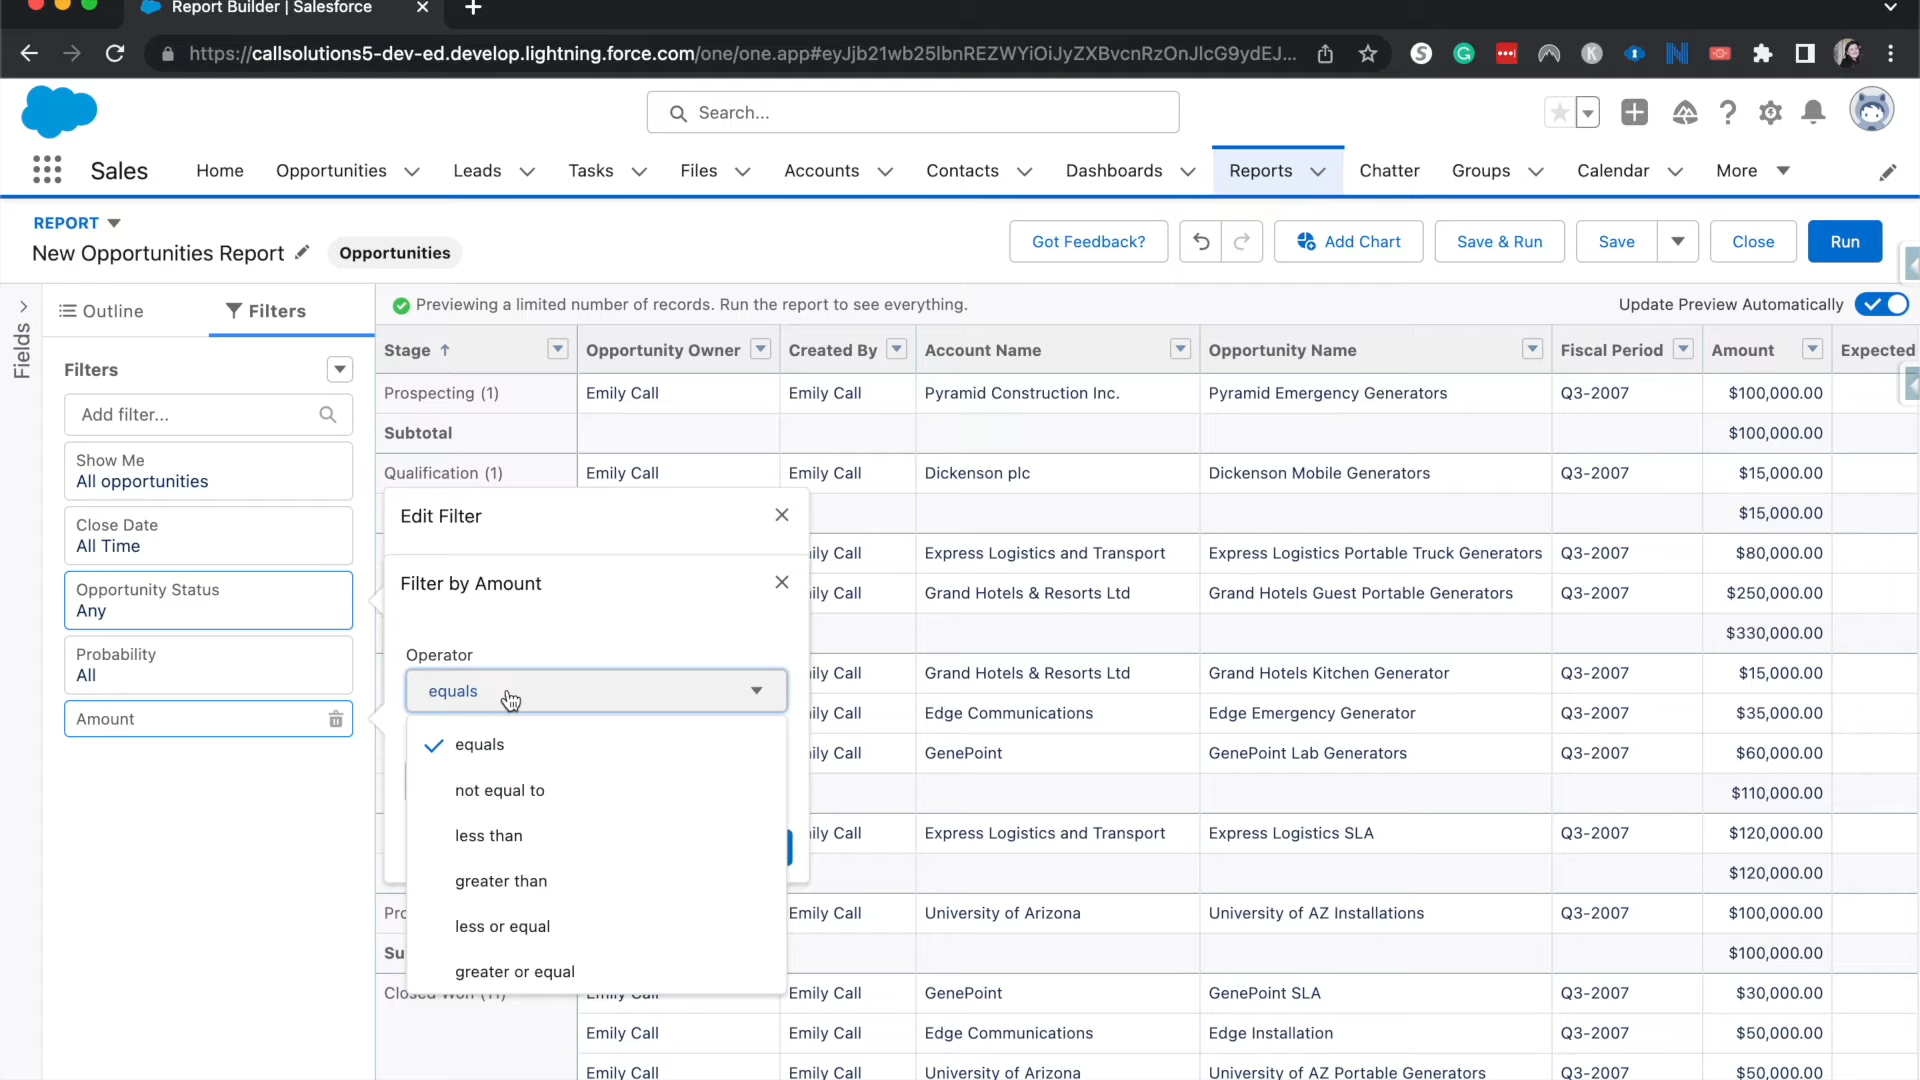 Report Builder | Salesforce
https://callsolutions5-dev-ed.develop.lightning.force.com/one/one.app#eyJjb21wb25lbnREZWYiOiJyZXBvcnRzOnJlcG9ydEJ...
Search...
Sales
Home
Opportunities
Leads
Tasks
Files
Accounts
Contacts
Dashboards
Reports
Chatter
Groups
Calendar
More
REPORT
New Opportunities Report
Opportunities
Got Feedback?
Add Chart
Save & Run
Save
Close
Run
Fields
Outline
Filters
Previewing a limited number of records. Run the report to see everything.
Update Preview Automatically
Filters
Add filter...
Show Me
All opportunities
Close Date
All Time
Opportunity Status
Any
Probability
All
Amount
Stage Opportunity Owner Created By Account Name Opportunity Name Fiscal Period Amount Expected
Prospecting (1) Emily Call Emily Call Pyramid Construction Inc. Pyramid Emergency Generators Q3-2007 $100,000.00
Subtotal $100,000.00
Qualification (1) Emily Call Emily Call Dickenson plc Dickenson Mobile Generators Q3-2007 $15,000.00
$15,000.00
ily Call Express Logistics and Transport Express Logistics Portable Truck Generators Q3-2007 $80,000.00
ily Call Grand Hotels & Resorts Ltd Grand Hotels Guest Portable Generators Q3-2007 $250,000.00
$330,000.00
ily Call Grand Hotels & Resorts Ltd Grand Hotels Kitchen Generator Q3-2007 $15,000.00
ily Call Edge Communications Edge Emergency Generator Q3-2007 $35,000.00
ily Call GenePoint GenePoint Lab Generators Q3-2007 $60,000.00
$110,000.00
ily Call Express Logistics and Transport Express Logistics SLA Q3-2007 $120,000.00
$120,000.00
Pro Emily Call University of Arizona University of AZ Installations Q3-2007 $100,000.00
Su $100,000.00
Closed Won (11) Emily Call Emily Call GenePoint GenePoint SLA Q3-2007 $30,000.00
Emily Call Emily Call Edge Communications Edge Installation Q3-2007 $50,000.00
Emily Call Emily Call University of Arizona University of AZ Portable Generators Q3-2007 $50,000.00
Edit Filter
Filter by Amount
Operator
equals
equals
not equal to
less than
greater than
less or equal
greater or equal